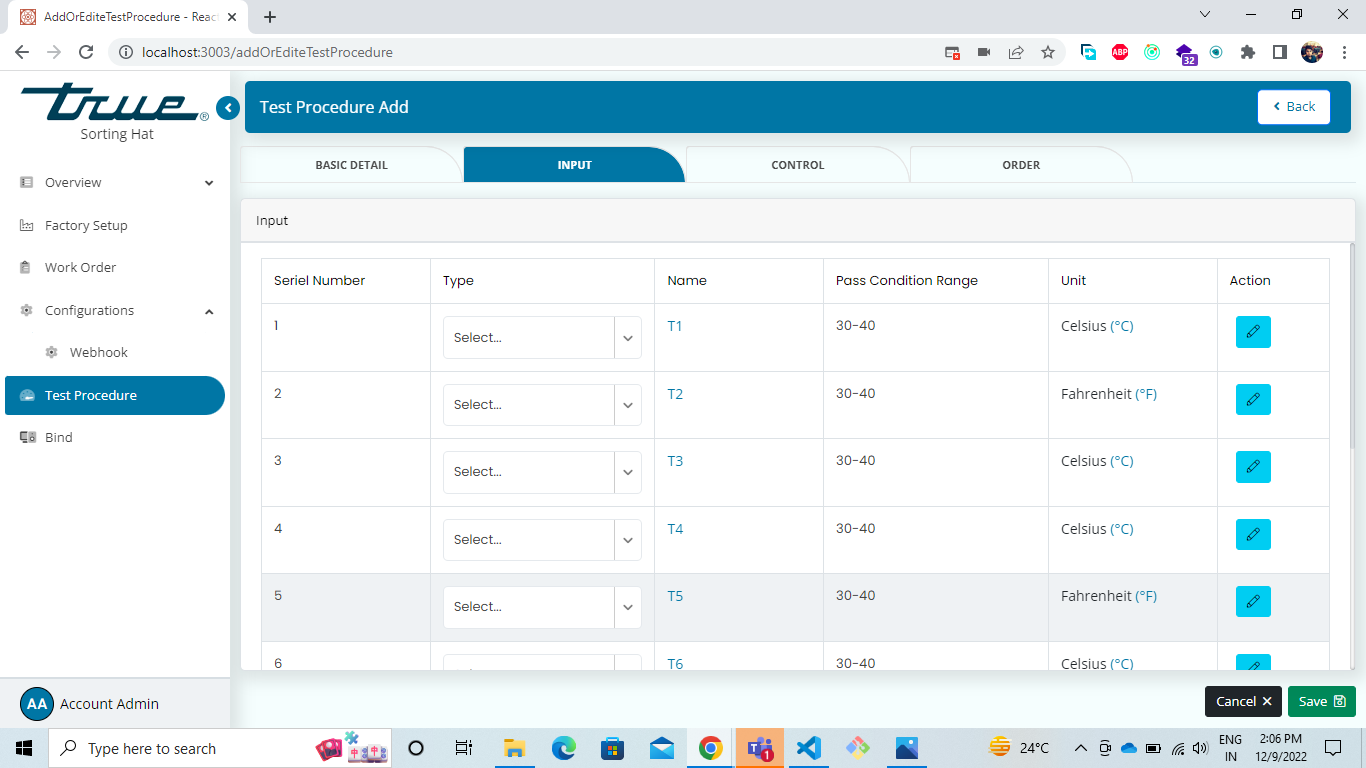 AddOrEditeTestProcedure - React
localhost:3003/addOrEditeTestProcedure
ABP
32
true®
Sorting Hat
Test Procedure Add
Back
BASIC DETAIL
INPUT
CONTROL
ORDER
Overview
Factory Setup
Work Order
Configurations
Webhook
Test Procedure
Bind
Input
Seriel Number Type Name Pass Condition Range Unit Action
1 Select... T1 30-40 Celsius (°C)
2 Select... T2 30-40 Fahrenheit (°F)
3 Select... T3 30-40 Celsius (°C)
4 Select... T4 30-40 Celsius (°C)
5 Select... T5 30-40 Fahrenheit (°F)
6 T6 30-40 Celsius (°C)
AA Account Admin
Cancel
Save
Type here to search
1
24°C
ENG
IN
2:06 PM
12/9/2022